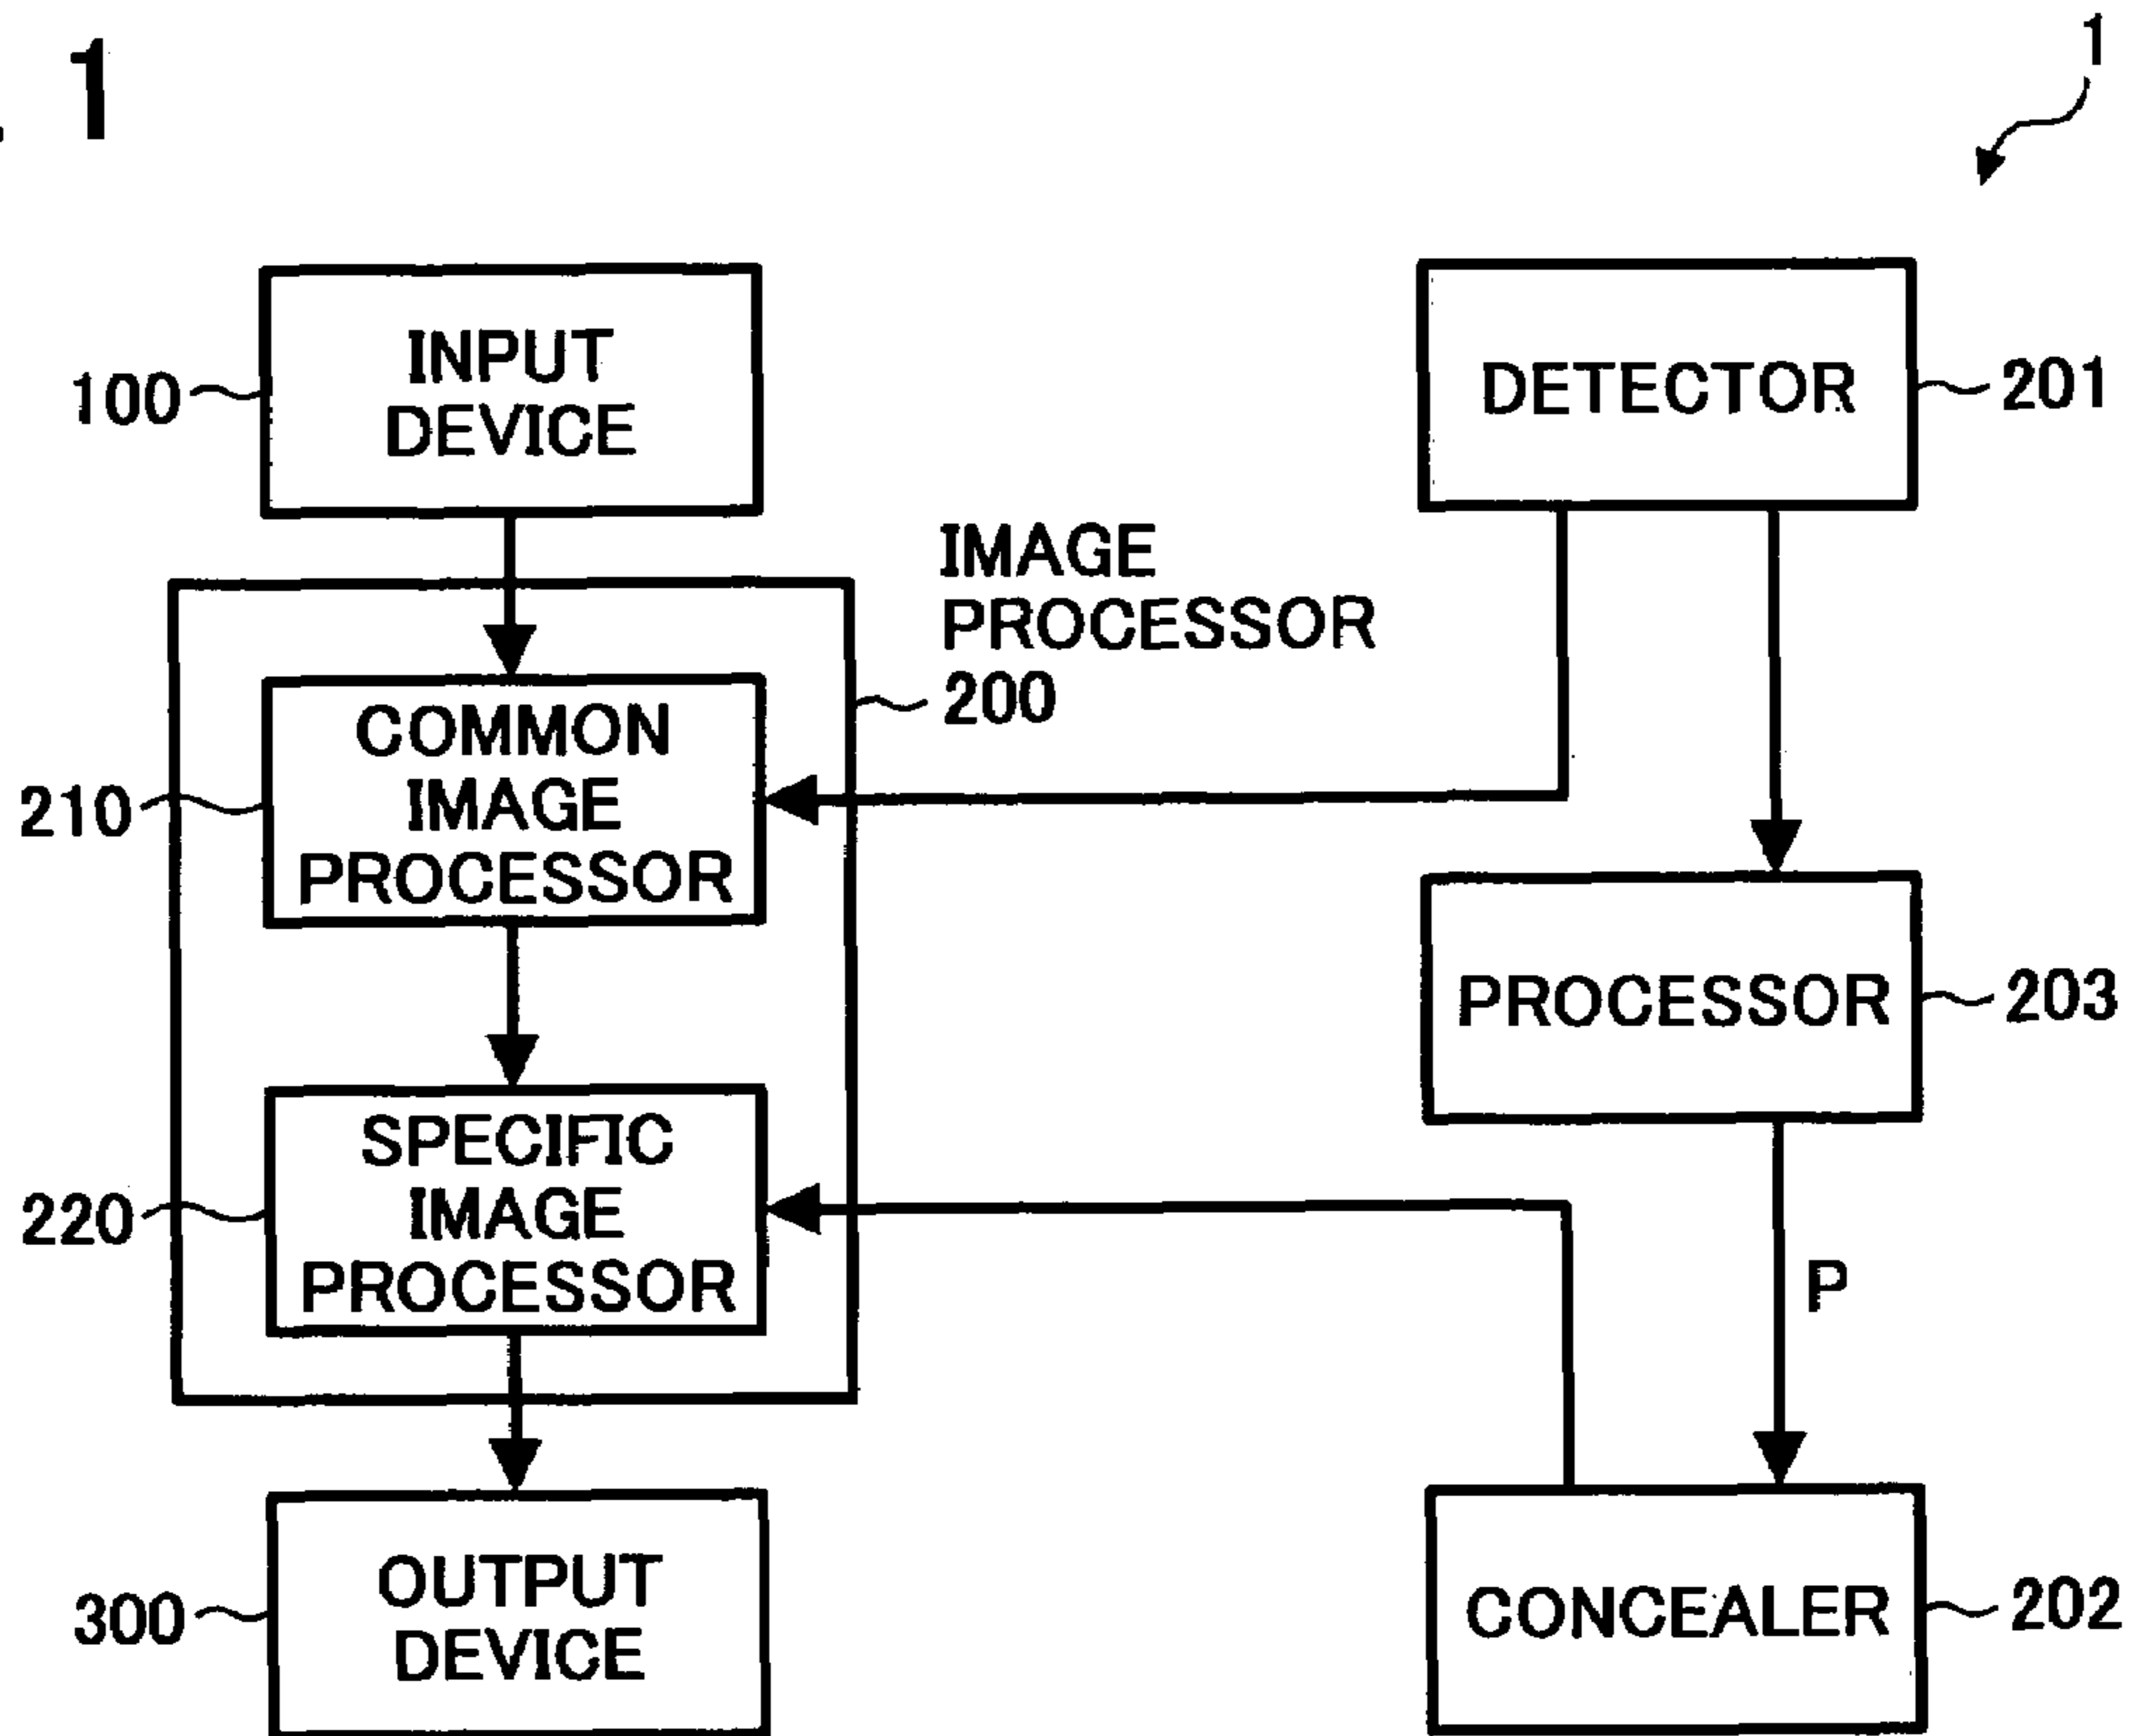 1
1
INPUT
DEVICE
100
DETECTOR
201
IMAGE
PROCESSOR
200
COMMON
IMAGE
PROCESSOR
210
PROCESSOR
203
SPECIFIC
IMAGE
PROCESSOR
220
P
OUTPUT
DEVICE
300
CONCEALER
202